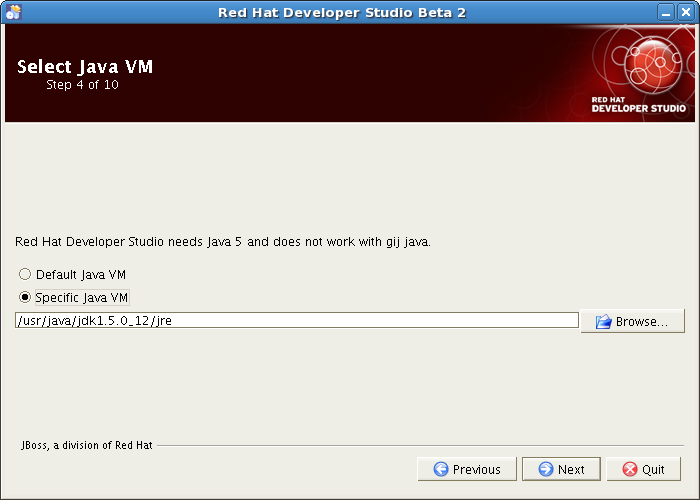 Red Hat Developer Studio Beta 2
Select Java VM
Step 4 of 10
RED HAT
DEVELOPER STUDIO
Red Hat Developer Studio needs Java 5 and does not work with gij java.
Default Java VM
Specific Java VM
/usr/java/jdk1.5.0_12/jre
Browse...
JBoss, a division of Red Hat
Previous
Next
Quit